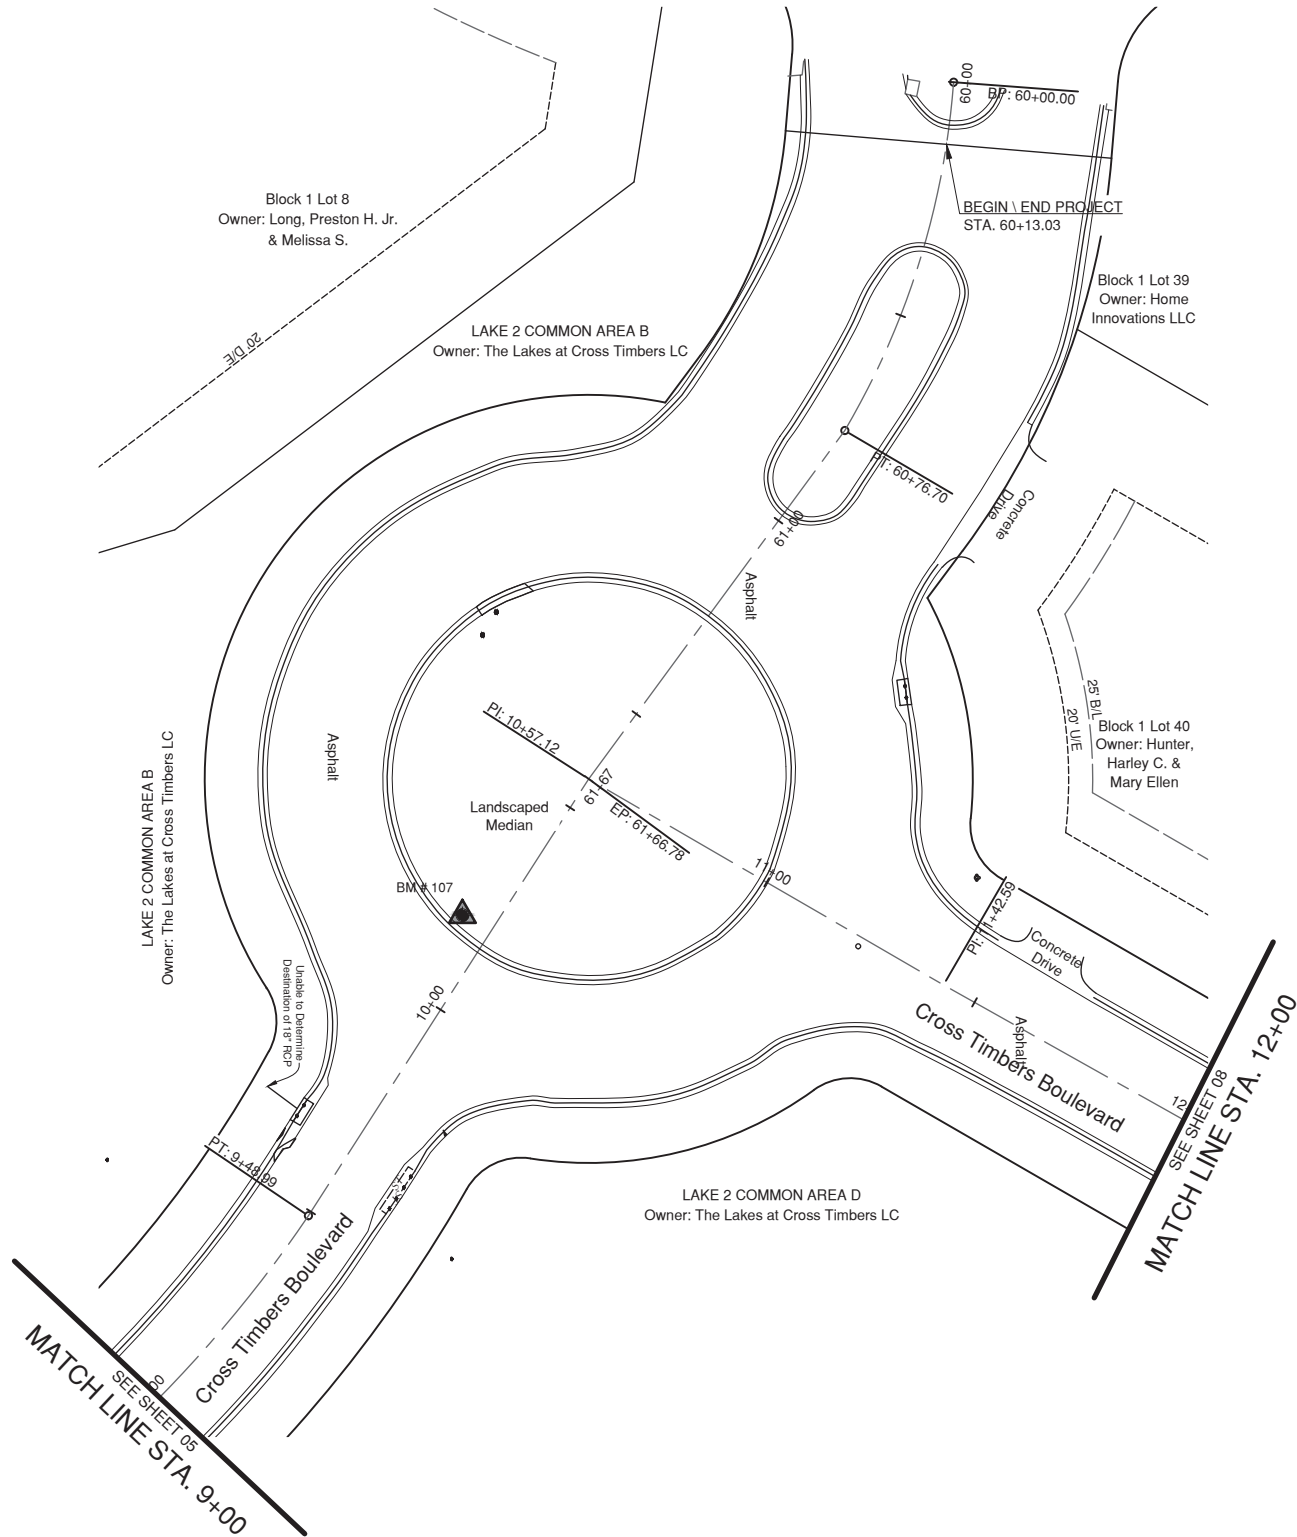 60+00
BP: 60+00.00
BEGIN \ END PROJECT
STA. 60+13.03
Block 1 Lot 8
Owner: Long, Preston H. Jr.
& Melissa S.
20' D/E
LAKE 2 COMMON AREA B
Owner: The Lakes at Cross Timbers LC
Block 1 Lot 39
Owner: Home
Innovations LLC
PT: 60+76.70
61+00
Concrete
Drive
Asphalt
25' B/L
20' U/E
Block 1 Lot 40
Owner: Hunter,
Harley C. &
Mary Ellen
PI: 10+57.12
61+67
EP: 61+66.78
Landscaped
Median
Asphalt
LAKE 2 COMMON AREA B
Owner: The Lakes at Cross Timbers LC
BM # 107
11+00
PI: 11+42.59
Concrete
Drive
Unable to Determine
Destination of 18" RCP
10+00
Cross Timbers Boulevard
Asphalt
12
SEE SHEET 08
MATCH LINE STA. 12+00
PT: 9+48.99
LAKE 2 COMMON AREA D
Owner: The Lakes at Cross Timbers LC
Cross Timbers Boulevard
00
SEE SHEET 05
MATCH LINE STA. 9+00